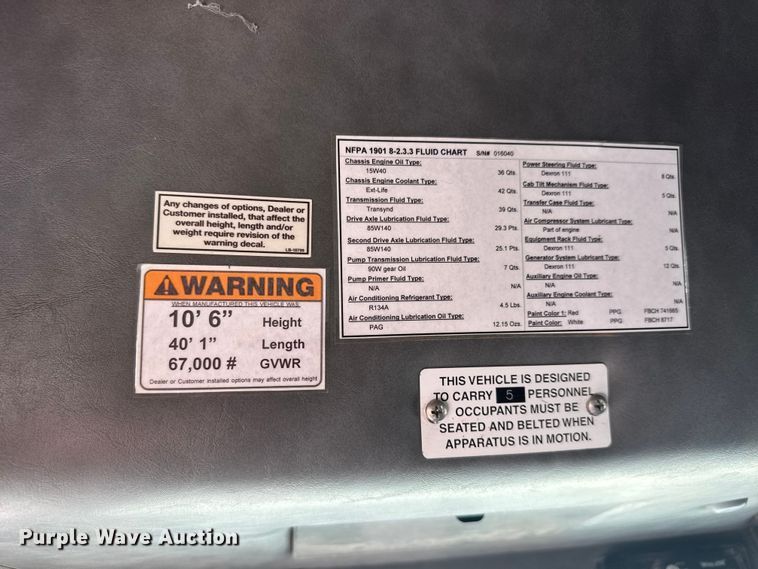 NFPA 1901 8-2.3.3 FLUID CHART S/N# 016040
Chassis Engine Oil Type:
15W40 36 Qts.
Chassis Engine Coolant Type:
Ext-Life 42 Qts.
Transmission Fluid Type:
Transynd 39 Qts.
Drive Axle Lubrication Fluid Type:
85W140 29.3 Pts.
Second Drive Axle Lubrication Fluid Type:
85W140 25.1 Pts.
Pump Transmission Lubrication Fluid Type:
90W gear Oil 7 Qts.
Pump Primer Fluid Type:
N/A N/A
Air Conditioning Refrigerant Type:
R134A 4.5 Lbs.
Air Conditioning Lubrication Oil Type:
PAG 12.15 Ozs.
Power Steering Fluid Type:
Dexron 111 8 Qts.
Cab Tilt Mechanism Fluid Type:
Dexron 111 5 Qts.
Transfer Case Fluid Type:
N/A N/A
Air Compressor System Lubricant Type:
Part of engine N/A
Equipment Rack Fluid Type:
Dexron 111 5 Qts.
Generator System Lubricant Type:
Dexron 111 12 Qts.
Auxiliary Engine Oil Type:
N/A N/A
Auxiliary Engine Coolant Type:
N/A N/A
Paint Color 1: Red PPG FBCH 741665
Paint Color: White PPG FBCH 8717
Any changes of options, Dealer or
Customer installed, that affect the
overall height, length and/or
weight require revision of the
warning decal.
WARNING
WHEN MANUFACTURED THIS VEHICLE WAS:
10' 6" Height
40' 1" Length
67,000 # GVWR
Dealer or Customer installed options may affect overall height
THIS VEHICLE IS DESIGNED
TO CARRY 5 PERSONNEL
OCCUPANTS MUST BE
SEATED AND BELTED WHEN
APPARATUS IS IN MOTION.
Purple Wave Auction